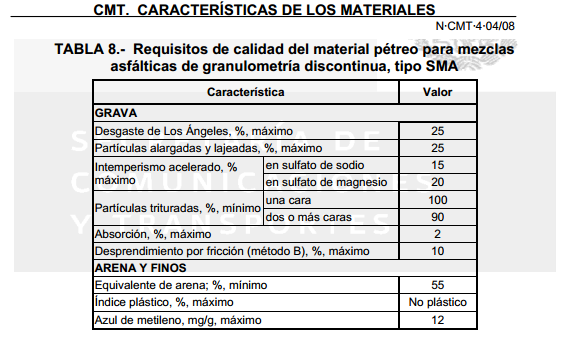 CMT. CARACTERÍSTICAS DE LOS MATERIALES
N·CMT·4·04/08
TABLA 8.- Requisitos de calidad del material pétreo para mezclas
asfálticas de granulometría discontinua, tipo SMA
Característica Valor
GRAVA
Desgaste de Los Ángeles, %, máximo 25
Partículas alargadas y lajeadas, %, máximo 25
Intemperismo acelerado, % máximo en sulfato de sodio 15
en sulfato de magnesio 20
Partículas trituradas, %, mínimo una cara 100
dos o más caras 90
Absorción, %, máximo 2
Desprendimiento por fricción (método B), %, máximo 10
ARENA Y FINOS
Equivalente de arena; %, mínimo 55
Índice plástico, %, máximo No plástico
Azul de metileno, mg/g, máximo 12